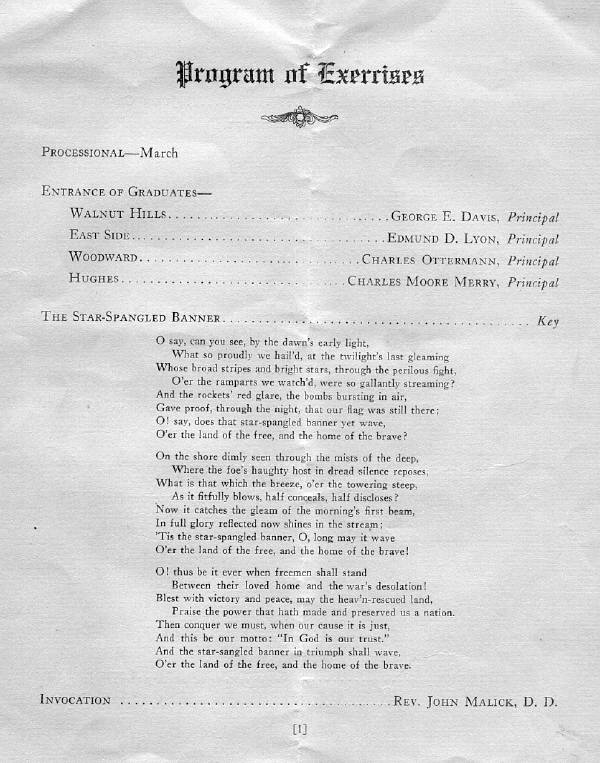 Program of Exercises
PROCESSIONAL—March
ENTRANCE OF GRADUATES—
WALNUT HILLS..............................GEORGE E. DAVIS, Principal
EAST SIDE..................................EDMUND D. LYON, Principal
WOODWARD.............................CHARLES OTTERMANN, Principal
HUGHES..............................CHARLES MOORE MERRY, Principal
THE STAR-SPANGLED BANNER........................................ Key
O say, can you see, by the dawn's early light,
What so proudly we hail'd, at the twilight's last gleaming
Whose broad stripes and bright stars, through the perilous fight,
O'er the ramparts we watch'd, were so gallantly streaming?
And the rockets' red glare, the bombs bursting in air,
Gave proof, through the night, that our flag was still there;
O! say, does that star-spangled banner yet wave,
O'er the land of the free, and the home of the brave?
On the shore dimly seen through the mists of the deep,
Where the foe's haughty host in dread silence reposes,
What is that which the breeze, o'er the towering steep,
As it fitfully blows, half conceals, half discloses?
Now it catches the gleam of the morning's first beam,
In full glory reflected now shines in the stream;
'Tis the star-spangled banner, O, long may it wave
O'er the land of the free, and the home of the brave!
O! thus be it ever when freemen shall stand
Between their loved home and the war's desolation!
Blest with victory and peace, may the heav'n-rescued land,
Praise the power that hath made and preserved us a nation.
Then conquer we must, when our cause it is just,
And this be our motto: "In God is our trust."
And the star-sangled banner in triumph shall wave,
O'er the land of the free, and the home of the brave.
INVOCATION ......................................REV. JOHN MALICK, D. D.
[1]